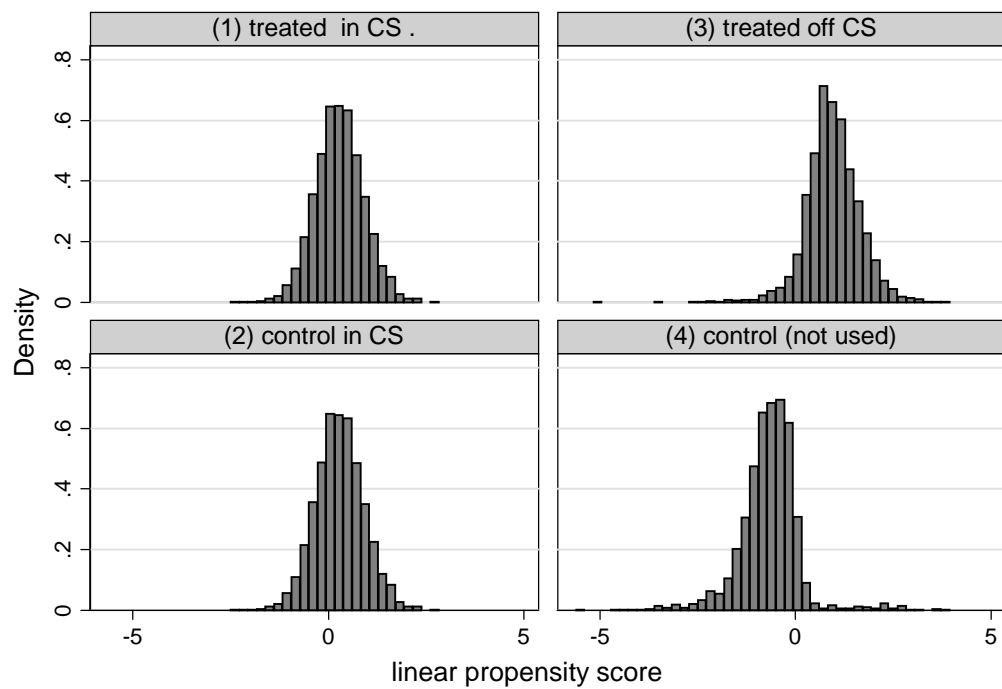 (1) treated  in CS .
(3) treated off CS
0 .2 .4 .6 .8
(2) control in CS
(4) control (not used)
0 .2 .4 .6 .8
Density
-5 0 5
-5 0 5
linear propensity score